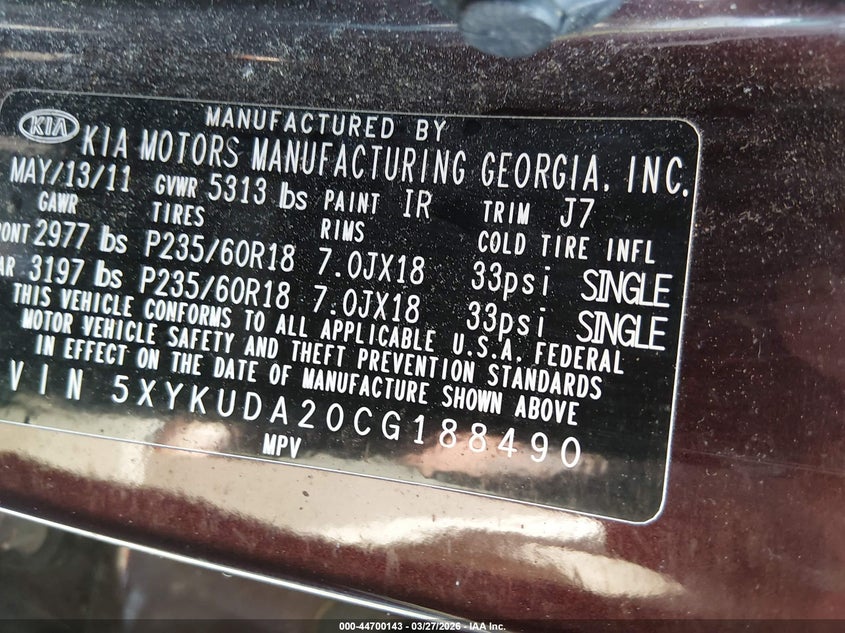 MANUFACTURED BY
KIA KIA MOTORS MANUFACTURING GEORGIA, INC.
MAY/13/11 GVWR 5313 lbs PAINT IR TRIM J7
GAWR TIRES RIMS COLD TIRE INFL
RONT 2977 lbs P235/60R18 7.0JX18 33psi SINGLE
AR 3197 lbs P235/60R18 7.0JX18 33psi SINGLE
THIS VEHICLE CONFORMS TO ALL APPLICABLE U.S.A. FEDERAL
MOTOR VEHICLE SAFETY AND THEFT PREVENTION STANDARDS
IN EFFECT ON THE DATE OF MANUFACTURE SHOWN ABOVE
VIN 5XYKUDA20CG188490
MPV
000-44700143 - 03/27/2026 - IAA Inc.